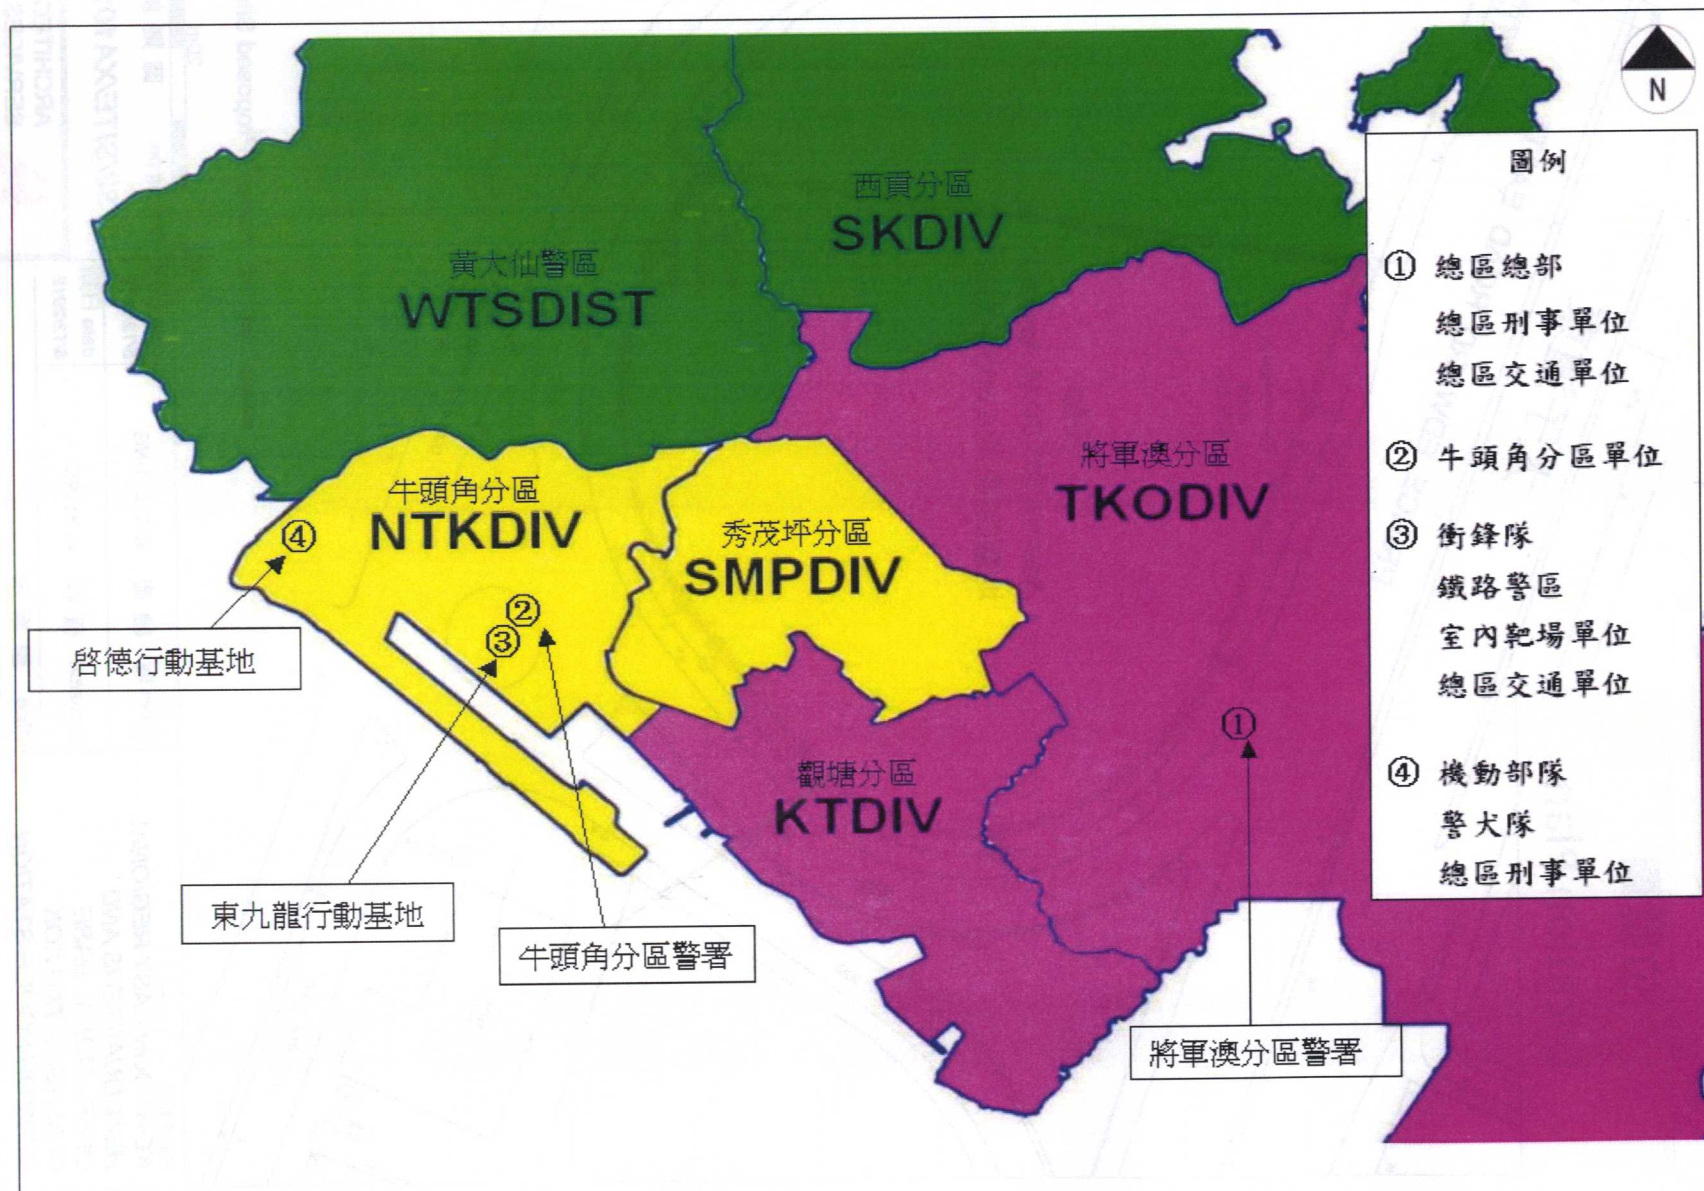 N
圖例
① 總區總部
總區刑事單位
總區交通單位
② 牛頭角分區單位
③ 衝鋒隊
鐵路警區
室內靶場單位
總區交通單位
④ 機動部隊
警犬隊
總區刑事單位
西貢分區
SKDIV
黃大仙警區
WTSDIST
將軍澳分區
TKODIV
牛頭角分區
NTKDIV
秀茂坪分區
SMPDIV
④
②
③
啓德行動基地
①
觀塘分區
KTDIV
東九龍行動基地
牛頭角分區警署
將軍澳分區警署